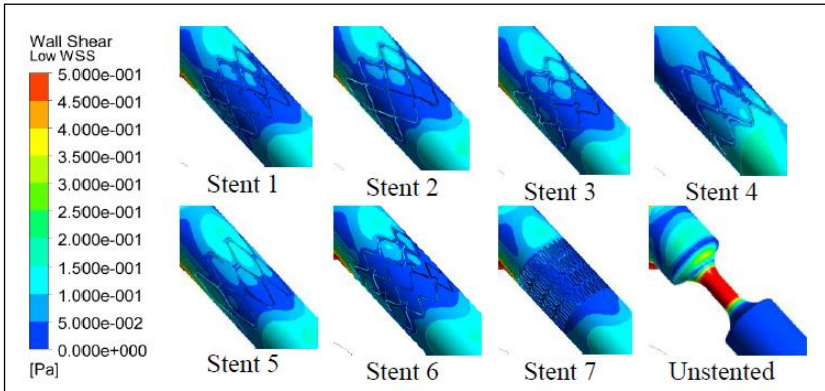 Wall Shear
Low WSS
5.000e-001
4.500e-001
4.000e-001
3.500e-001
3.000e-001
2.500e-001
2.000e-001
1.500e-001
1.000e-001
5.000e-002
0.000e+000
[Pa]
Stent 1
Stent 2
Stent 3
Stent 4
Stent 5
Stent 6
Stent 7
Unstented